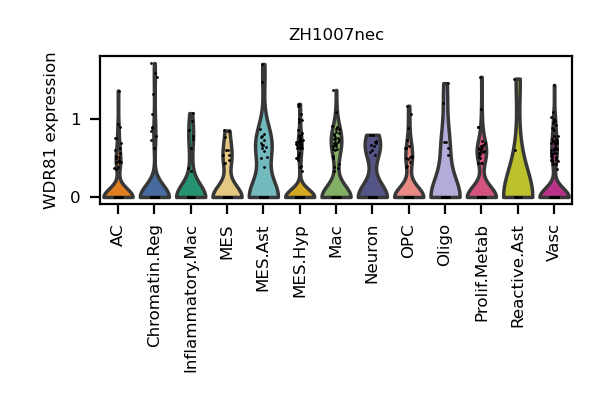 ZH1007nec
WDR81 expression
1
0
AC
Chromatin.Reg
Inflammatory.Mac
MES
MES.Ast
MES.Hyp
Mac
Neuron
OPC
Oligo
Prolif.Metab
Reactive.Ast
Vasc